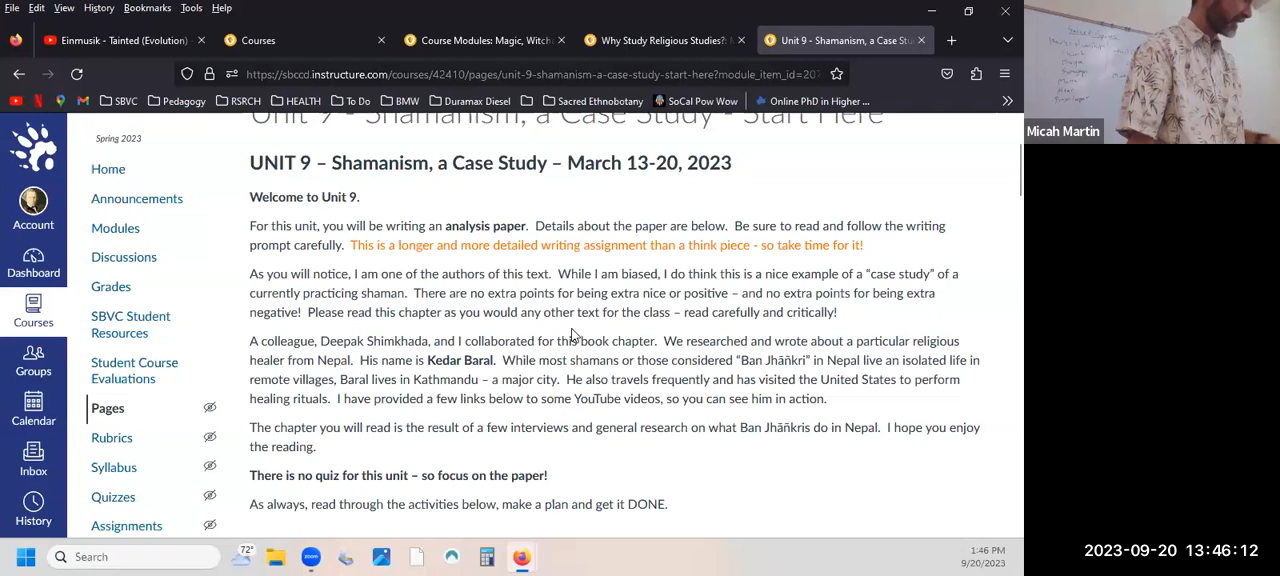 File Edit View History Bookmarks Tools Help
Einmusik - Tainted (Evolution)
Courses
Course Modules: Magic, Witch
Why Study Religious Studies?: M
Unit 9 - Shamanism, a Case Stu
https://sbccd.instructure.com/courses/42410/pages/unit-9-shamanism-a-case-study-start-here?module_item_id=207
SBVC Pedagogy RSRCH HEALTH To Do BMW Duramax Diesel Sacred Ethnobotany SoCal Pow Wow Online PhD in Higher ...
Account
Dashboard
Courses
Groups
Calendar
Inbox
History
Spring 2023
Home
Announcements
Modules
Discussions
Grades
SBVC Student
Resources
Student Course
Evaluations
Pages
Rubrics
Syllabus
Quizzes
Assignments
Unit 9 - Shamanism, a Case Study - Start Here
UNIT 9 – Shamanism, a Case Study – March 13-20, 2023
Welcome to Unit 9.
For this unit, you will be writing an analysis paper. Details about the paper are below. Be sure to read and follow the writing
prompt carefully. This is a longer and more detailed writing assignment than a think piece - so take time for it!
As you will notice, I am one of the authors of this text. While I am biased, I do think this is a nice example of a “case study” of a
currently practicing shaman. There are no extra points for being extra nice or positive – and no extra points for being extra
negative! Please read this chapter as you would any other text for the class – read carefully and critically!
A colleague, Deepak Shimkhada, and I collaborated for this book chapter. We researched and wrote about a particular religious
healer from Nepal. His name is Kedar Baral. While most shamans or those considered “Ban Jhāñkri” in Nepal live an isolated life in
remote villages, Baral lives in Kathmandu – a major city. He also travels frequently and has visited the United States to perform
healing rituals. I have provided a few links below to some YouTube videos, so you can see him in action.
The chapter you will read is the result of a few interviews and general research on what Ban Jhāñkris do in Nepal. I hope you enjoy
the reading.
There is no quiz for this unit – so focus on the paper!
As always, read through the activities below, make a plan and get it DONE.
Micah Martin
Search
72°
zoom
1:46 PM
9/20/2023
2023-09-20 13:46:12